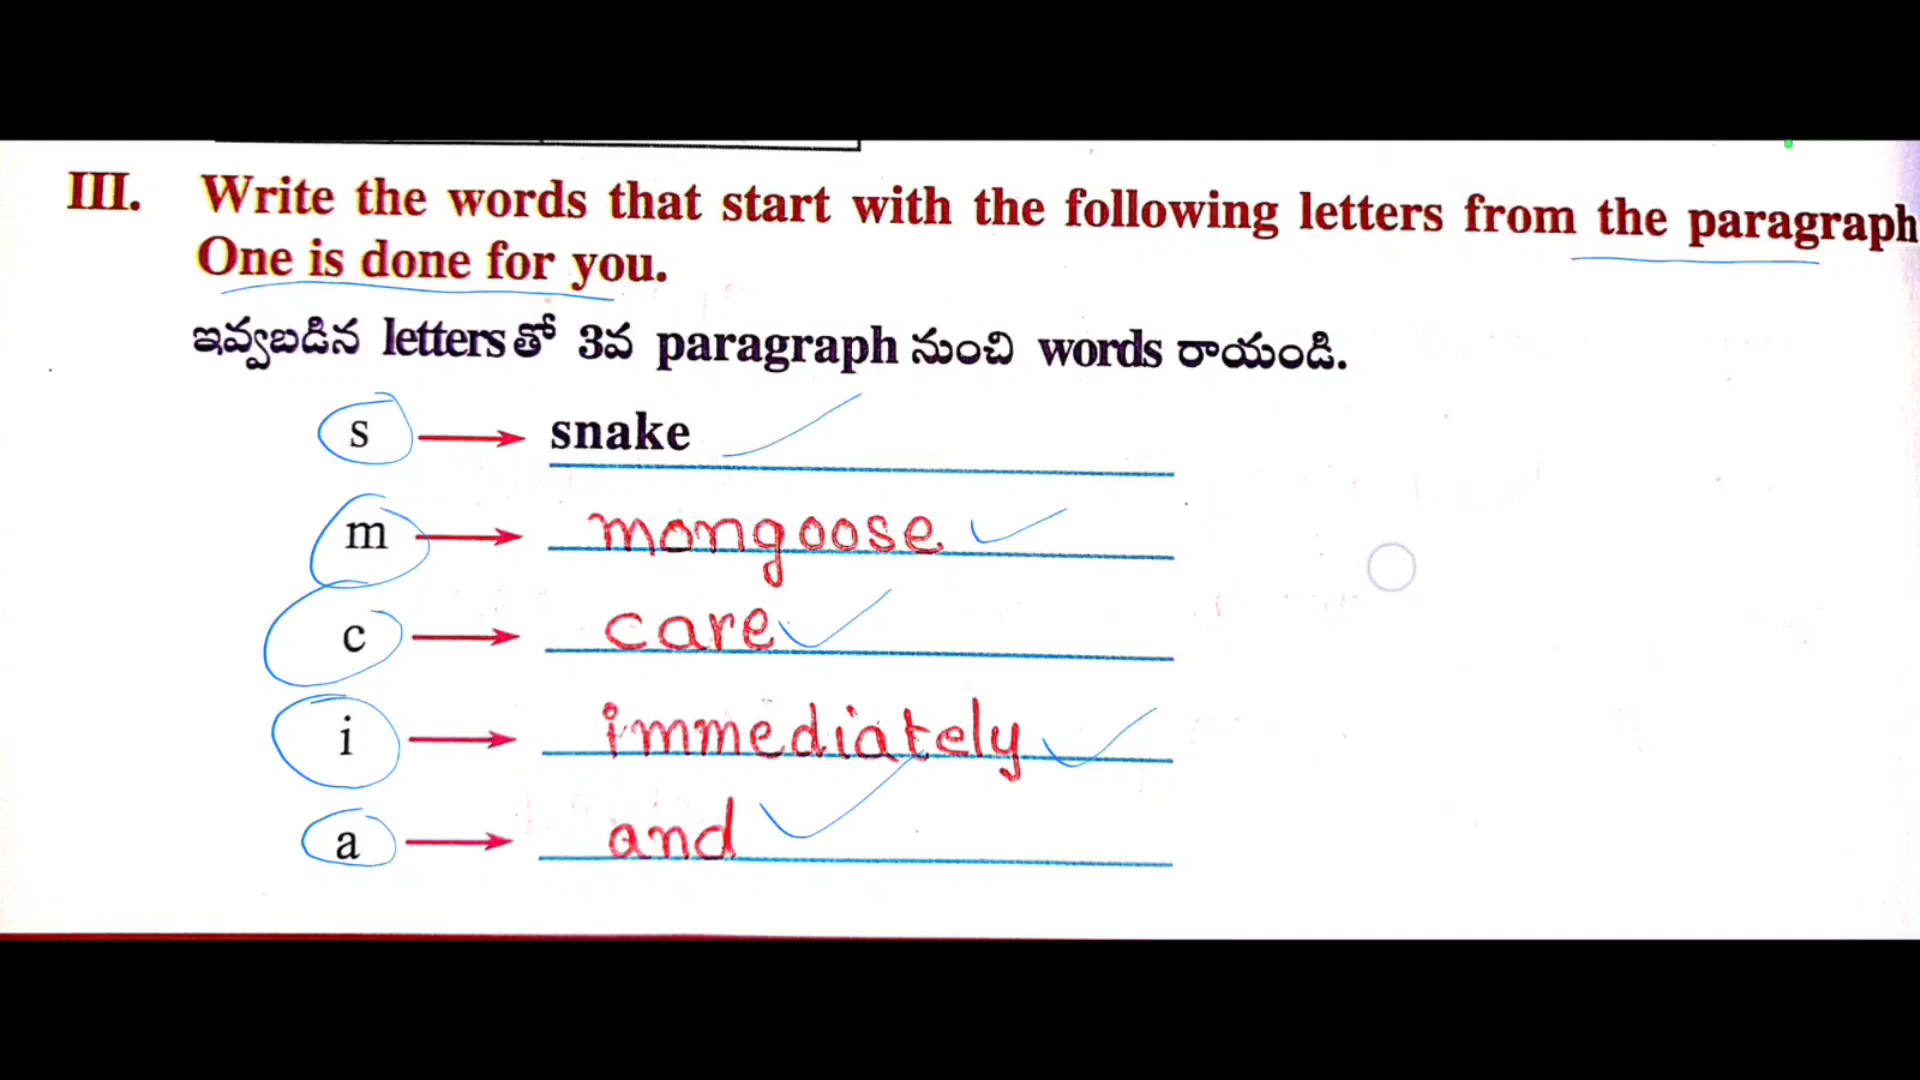 III. Write the words that start with the following letters from the paragraph
One is done for you.
ఇవ్వబడిన letters తో 3వ paragraph నుంచి words రాయండి.
s → snake
m → mongoose
c → care
i → immediately
a → and